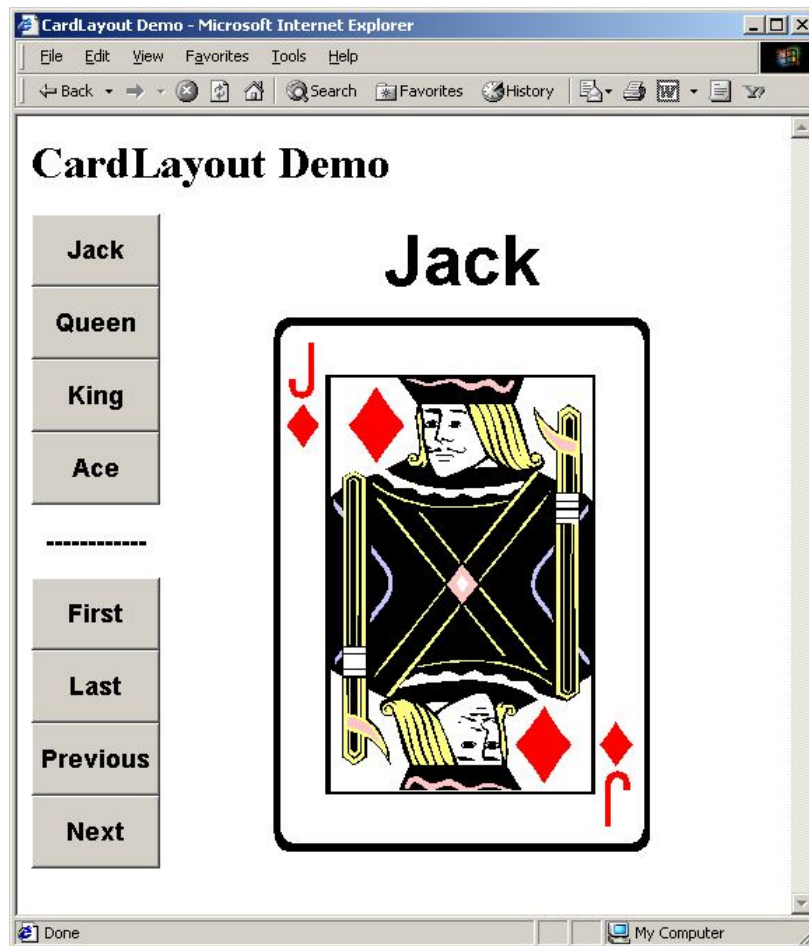 CardLayout Demo - Microsoft Internet Explorer
File Edit View Favorites Tools Help
Back Search Favorites History
CardLayout Demo
Jack
Queen
King
Ace
------------
First
Last
Previous
Next
Jack
J
J
Done My Computer